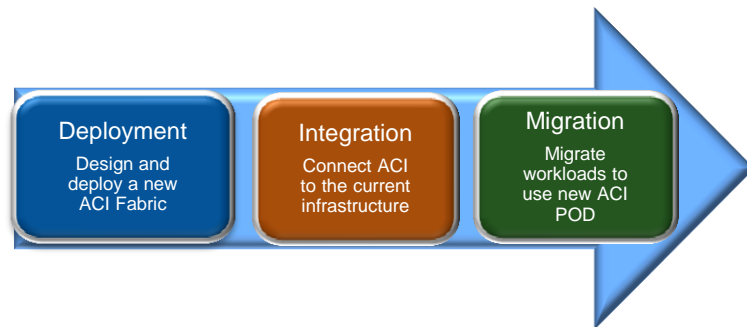 Deployment
Design and
deploy a new
ACI Fabric
Integration
Connect ACI
to the current
infrastructure
Migration
Migrate
workloads to
use new ACI
POD